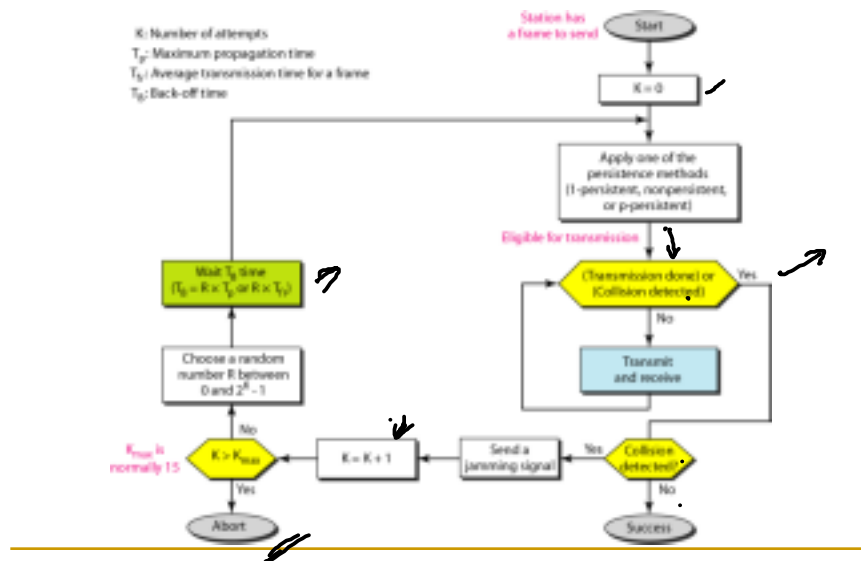 K: Number of attempts
Tp: Maximum propagation time
Tfr: Average transmission time for a frame
TB: Back-off time
Station has
a frame to send
Start
K = 0
Apply one of the
persistence methods
(1-persistent, nonpersistent,
or p-persistent)
Eligible for transmission
(Transmission done) or
(Collision detected)
Yes
No
Transmit
and receive
Wait TB time
(TB = R × Tp or R × Tfr)
Choose a random
number R between
0 and 2^K - 1
No
Kmax is
normally 15
K > Kmax
K = K + 1
Send a
jamming signal
Yes
Collision
detected?
Yes
No
Abort
Success